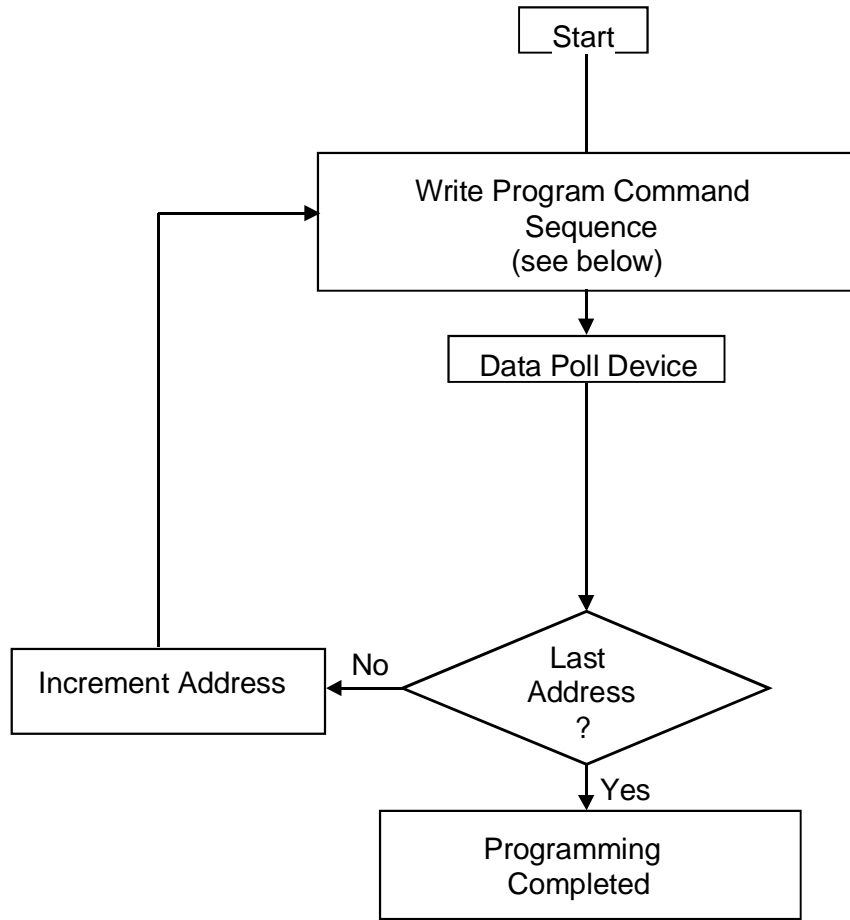 Start
Write Program Command
Sequence
(see below)
Data Poll Device
Increment Address
No
Last
Address
?
Yes
Programming
Completed